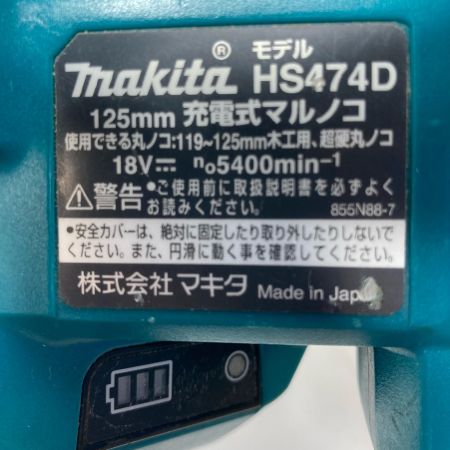 モデル
makita® HS474D
125mm 充電式マルノコ
使用できる丸ノコ:119~125mm木工用、超硬丸ノコ
18V⎓ n₀5400min⁻¹
⚠警告 ●ご使用前に取扱説明書を必ずよく
お読みください。 855N88-7
●安全カバーは、絶対に固定したり取り外したりしないで
ください。また、円滑に動く事を確認してください。
株式会社 マキタ Made in Japa